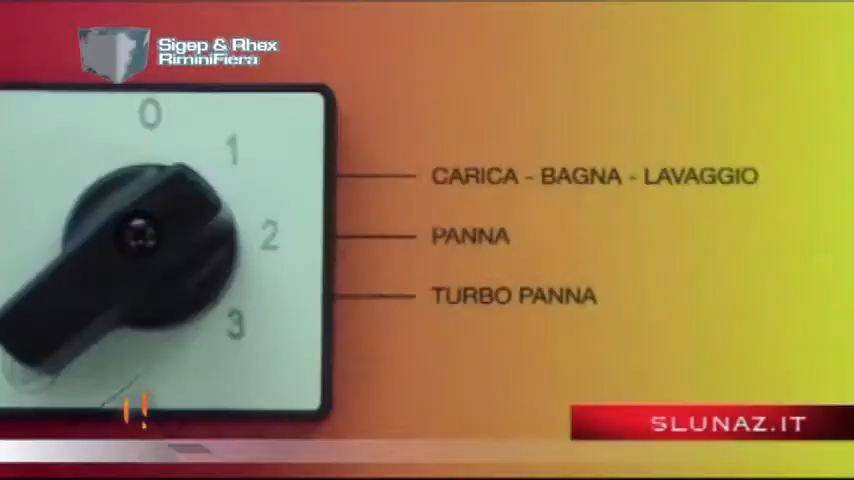 Sigep & Rhex
RiminiFiera
0
1
CARICA - BAGNA - LAVAGGIO
2
PANNA
3
TURBO PANNA
SLUNAZ.IT